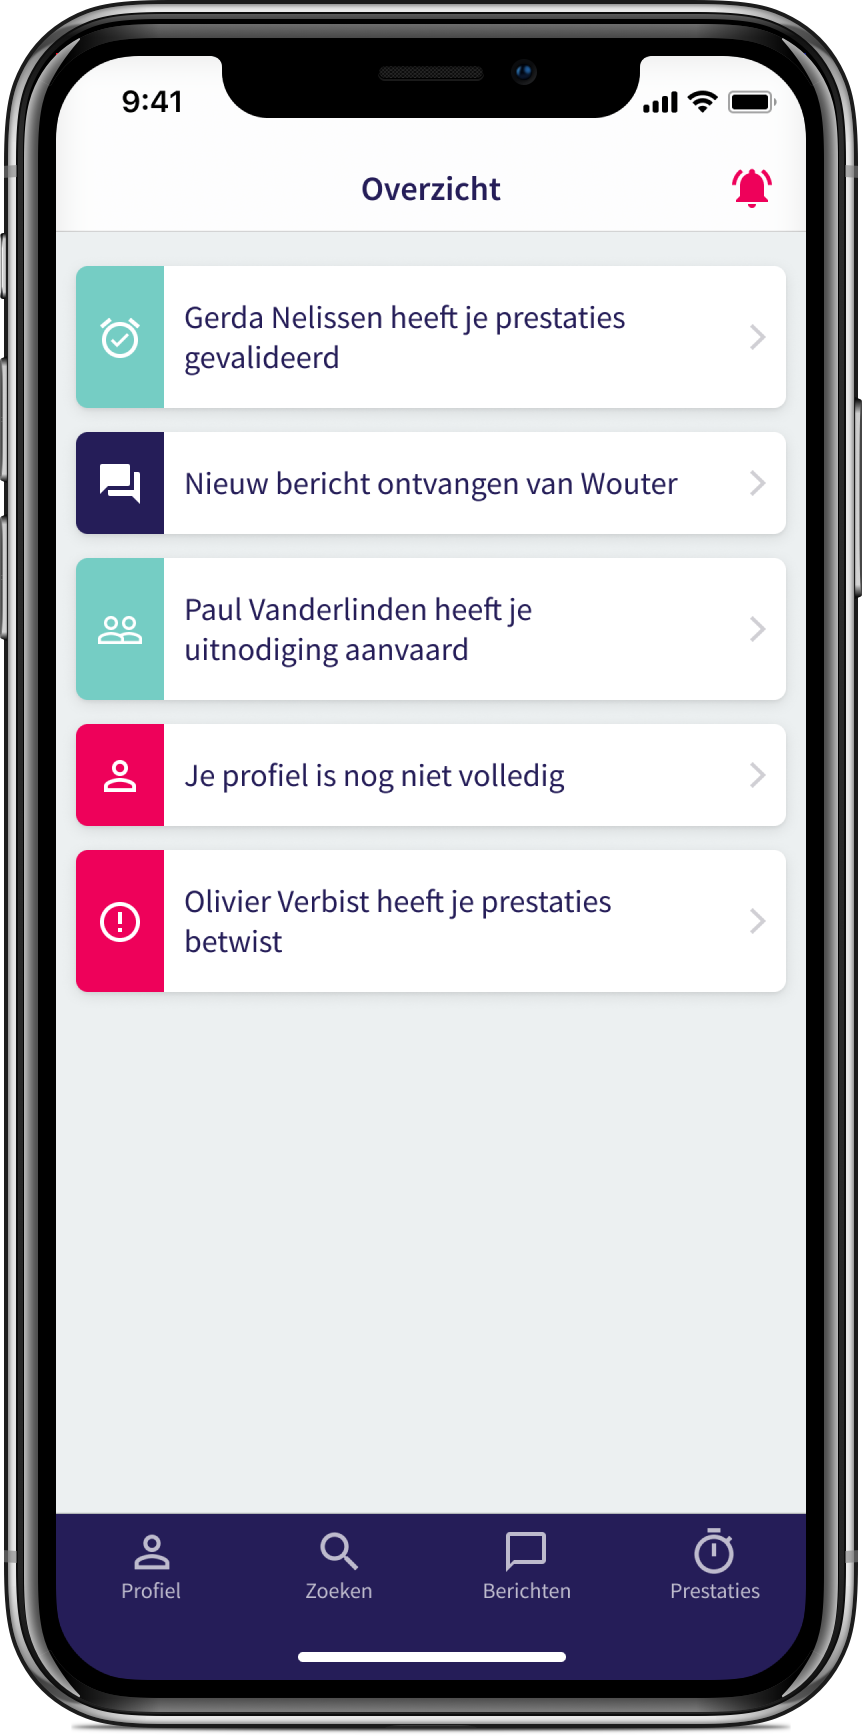 9:41
Overzicht
Gerda Nelissen heeft je prestaties
gevalideerd
Nieuw bericht ontvangen van Wouter
Paul Vanderlinden heeft je
uitnodiging aanvaard
Je profiel is nog niet volledig
Olivier Verbist heeft je prestaties
betwist
Profiel
Zoeken
Berichten
Prestaties